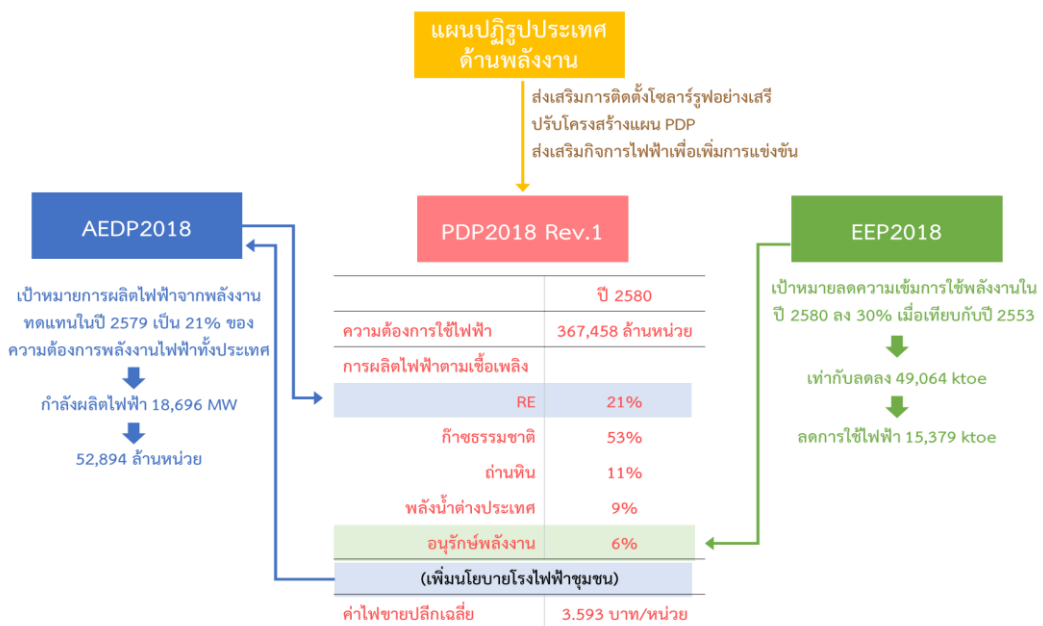 แผนปฏิรูปประเทศ
ด้านพลังงาน
ส่งเสริมการติดตั้งโซลาร์รูฟอย่างเสรี
ปรับโครงสร้างแผน PDP
ส่งเสริมกิจการไฟฟ้าเพื่อเพิ่มการแข่งขัน
AEDP2018
เป้าหมายการผลิตไฟฟ้าจากพลังงาน
ทดแทนในปี 2579 เป็น 21% ของ
ความต้องการพลังงานไฟฟ้าทั้งประเทศ
กำลังผลิตไฟฟ้า 18,696 MW
52,894 ล้านหน่วย
PDP2018 Rev.1
ปี 2580
ความต้องการใช้ไฟฟ้า 367,458 ล้านหน่วย
การผลิตไฟฟ้าตามเชื้อเพลิง
RE 21%
ก๊าซธรรมชาติ 53%
ถ่านหิน 11%
พลังน้ำต่างประเทศ 9%
อนุรักษ์พลังงาน 6%
(เพิ่มนโยบายโรงไฟฟ้าชุมชน)
ค่าไฟขายปลีกเฉลี่ย 3.593 บาท/หน่วย
EEP2018
เป้าหมายลดความเข้มการใช้พลังงานใน
ปี 2580 ลง 30% เมื่อเทียบกับปี 2553
เท่ากับลดลง 49,064 ktoe
ลดการใช้ไฟฟ้า 15,379 ktoe